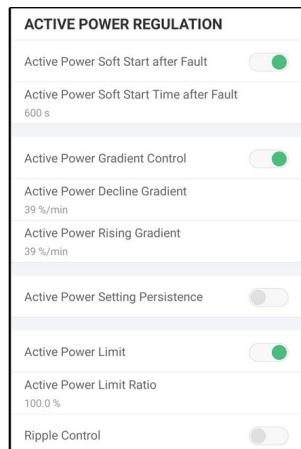 ACTIVE POWER REGULATION
Active Power Soft Start after Fault
Active Power Soft Start Time after Fault
600 s
Active Power Gradient Control
Active Power Decline Gradient
39 %/min
Active Power Rising Gradient
39 %/min
Active Power Setting Persistence
Active Power Limit
Active Power Limit Ratio
100.0 %
Ripple Control